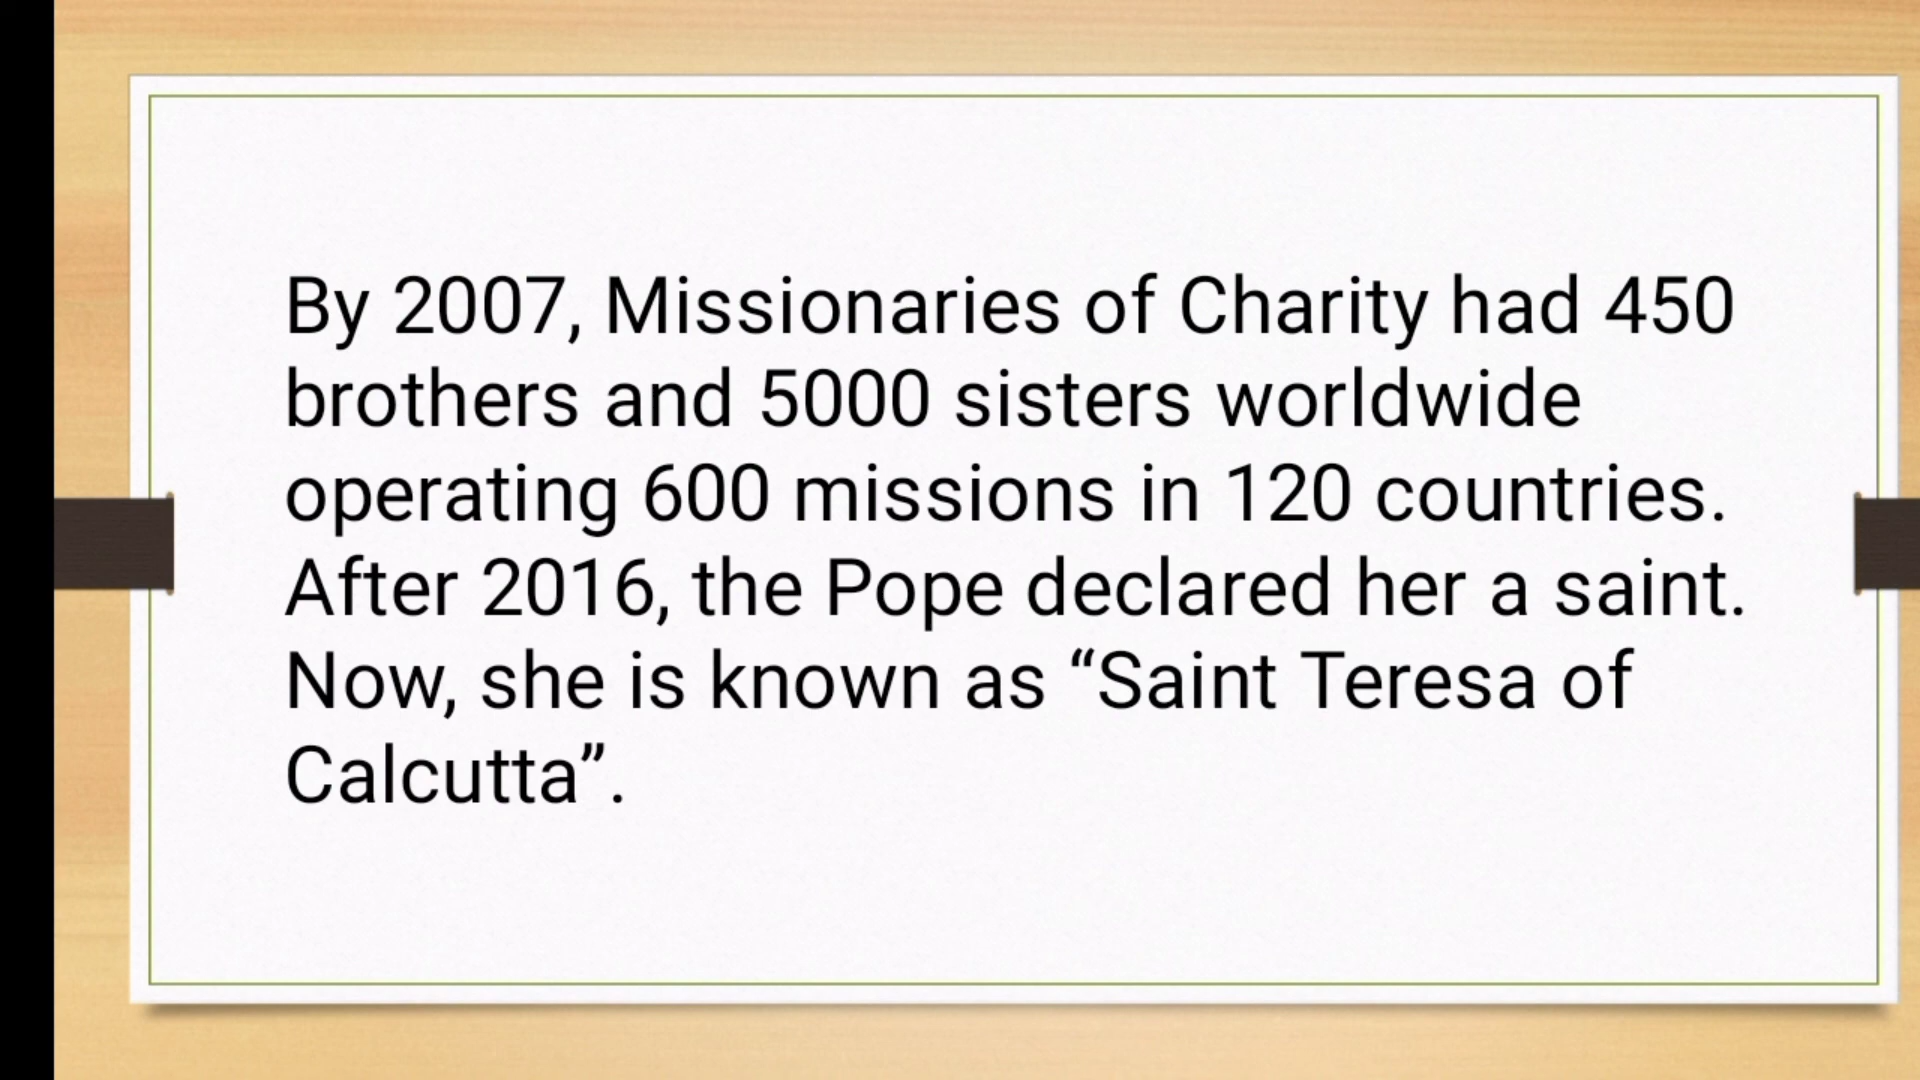 By 2007, Missionaries of Charity had 450
brothers and 5000 sisters worldwide
operating 600 missions in 120 countries.
After 2016, the Pope declared her a saint.
Now, she is known as “Saint Teresa of
Calcutta”.